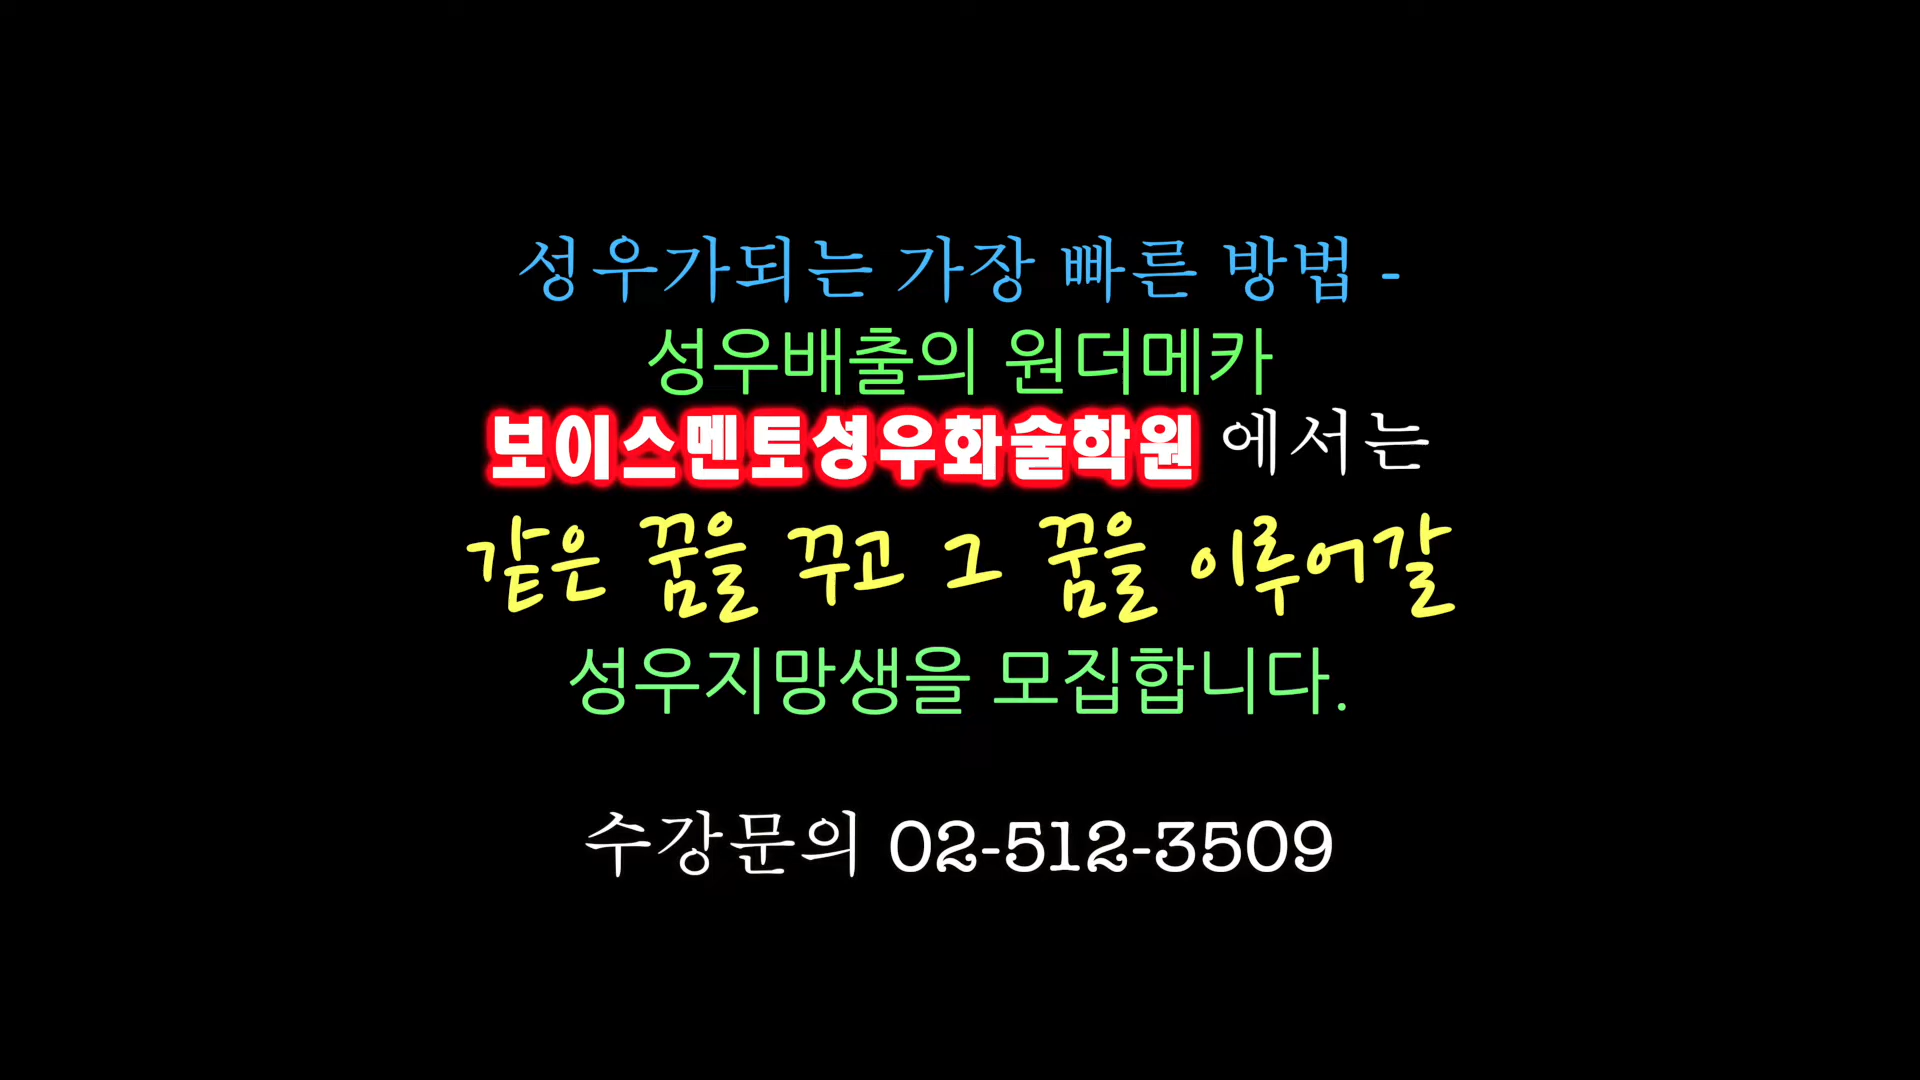 성우가되는 가장 빠른 방법 -
성우배출의 원더메카
보이스멘토성우화술학원 에서는
같은 꿈을 꾸고 그 꿈을 이루어갈
성우지망생을 모집합니다.
수강문의 02-512-3509